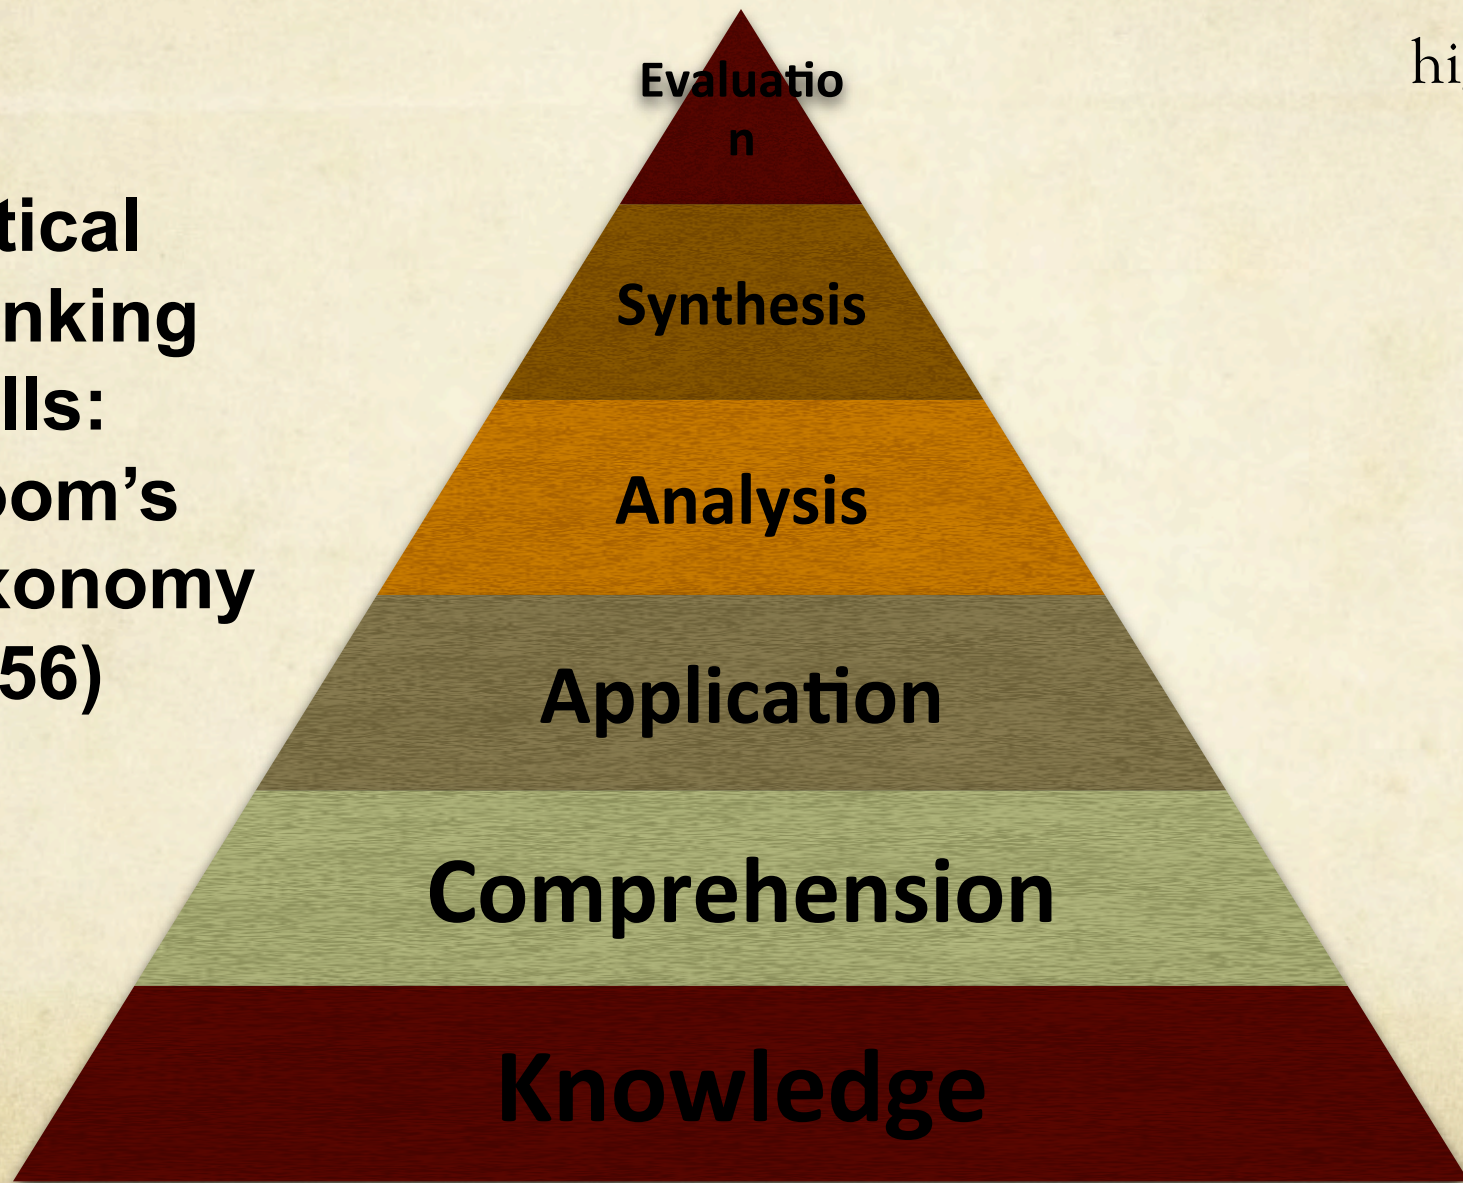 hi
tical
nking
lls:
oom’s
xonomy
56)
Evaluatio
n
Synthesis
Analysis
Application
Comprehension
Knowledge